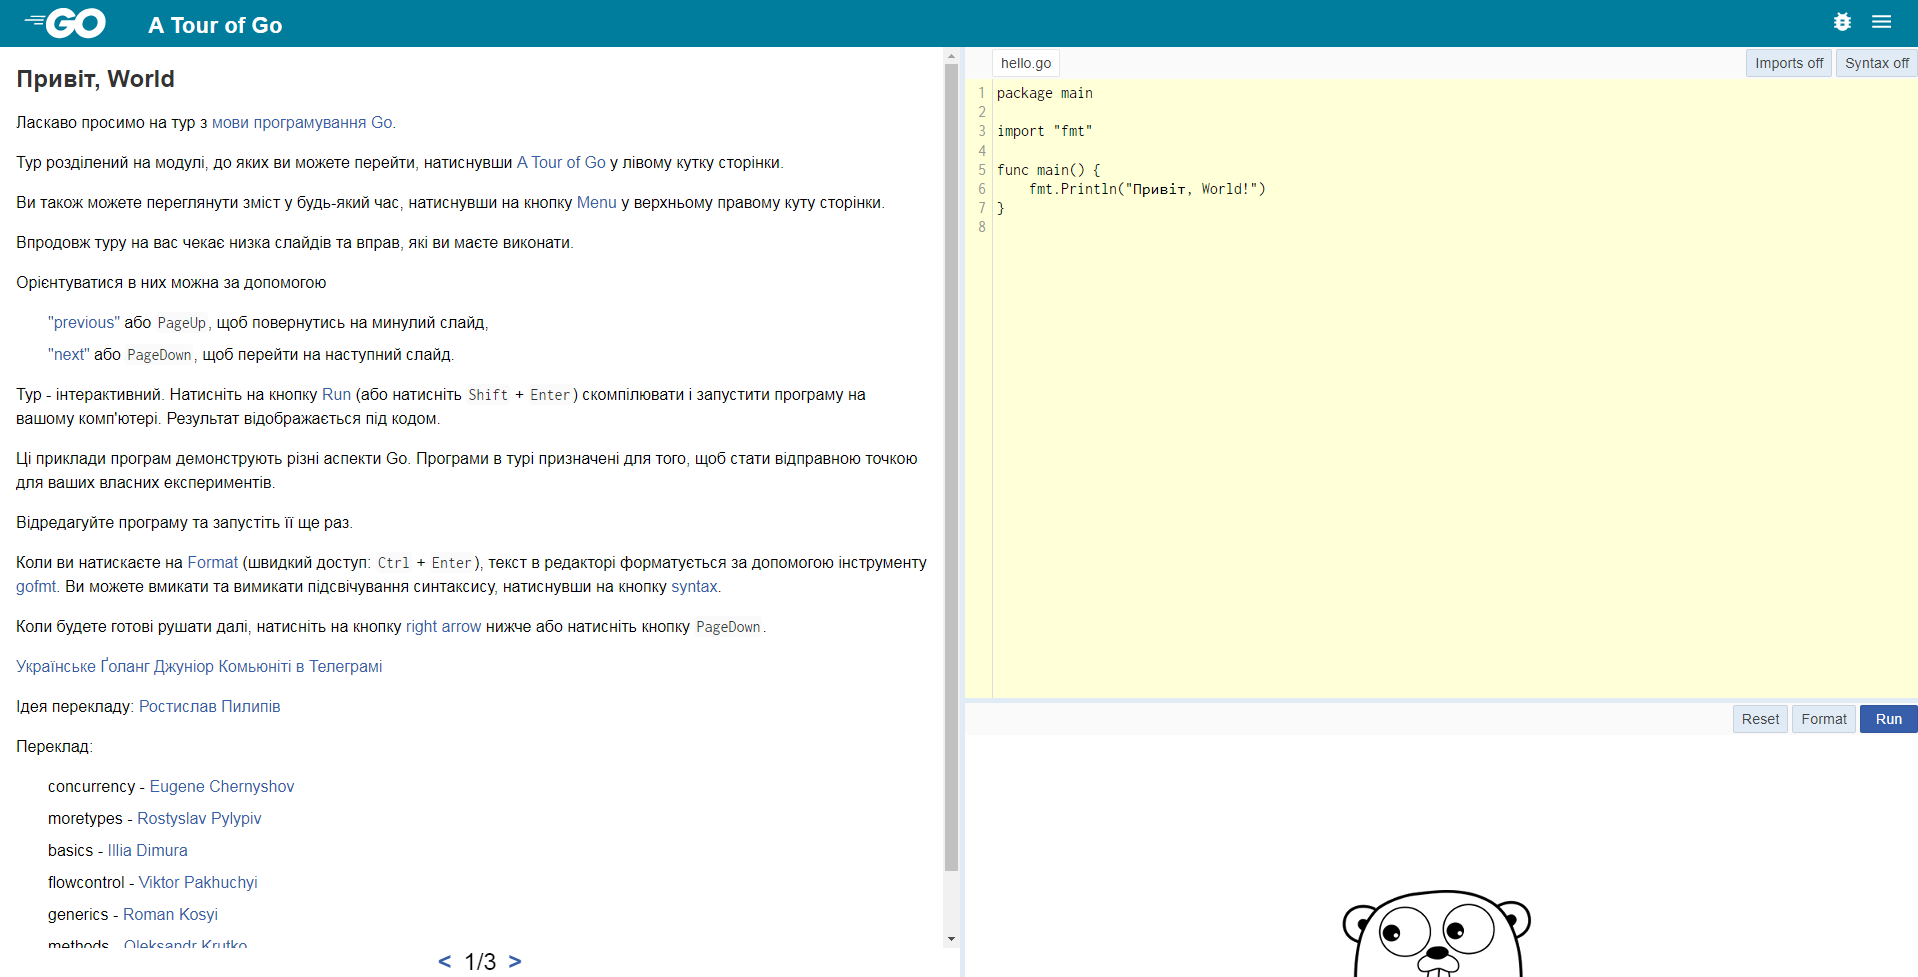 GO
A Tour of Go
Привіт, World
Ласкаво просимо на тур з мови програмування Go.
Тур розділений на модулі, до яких ви можете перейти, натиснувши A Tour of Go у лівому кутку сторінки.
Ви також можете переглянути зміст у будь-який час, натиснувши на кнопку Menu у верхньому правому куту сторінки.
Впродовж туру на вас чекає низка слайдів та вправ, які ви маєте виконати.
Орієнтуватися в них можна за допомогою
"previous" або PageUp, щоб повернутись на минулий слайд,
"next" або PageDown, щоб перейти на наступний слайд.
Тур - інтерактивний. Натисніть на кнопку Run (або натисніть Shift + Enter) скомпілювати і запустити програму на
вашому комп'ютері. Результат відображається під кодом.
Ці приклади програм демонструють різні аспекти Go. Програми в турі призначені для того, щоб стати відправною точкою
для ваших власних експериментів.
Відредагуйте програму та запустіть її ще раз.
Коли ви натискаєте на Format (швидкий доступ: Ctrl + Enter), текст в редакторі форматується за допомогою інструменту
gofmt. Ви можете вмикати та вимикати підсвічування синтаксису, натиснувши на кнопку syntax.
Коли будете готові рушати далі, натисніть на кнопку right arrow нижче або натисніть кнопку PageDown.
Українське Ґоланг Джуніор Комьюніті в Телеграмі
Ідея перекладу: Ростислав Пилипів
Переклад:
concurrency - Eugene Chernyshov
moretypes - Rostyslav Pylypiv
basics - Illia Dimura
flowcontrol - Viktor Pakhuchyi
generics - Roman Kosyi
methods - Oleksandr Krutko
< 1/3 >
hello.go
Imports off
Syntax off
1 package main
2
3 import "fmt"
4
5 func main() {
6 fmt.Println("Привіт, World!")
7 }
8
Reset
Format
Run